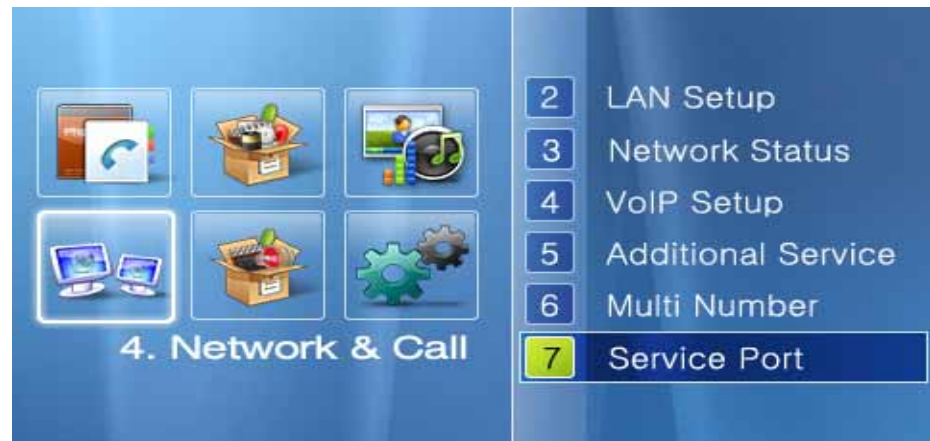 4. Network & Call
2 LAN Setup
3 Network Status
4 VoIP Setup
5 Additional Service
6 Multi Number
7 Service Port